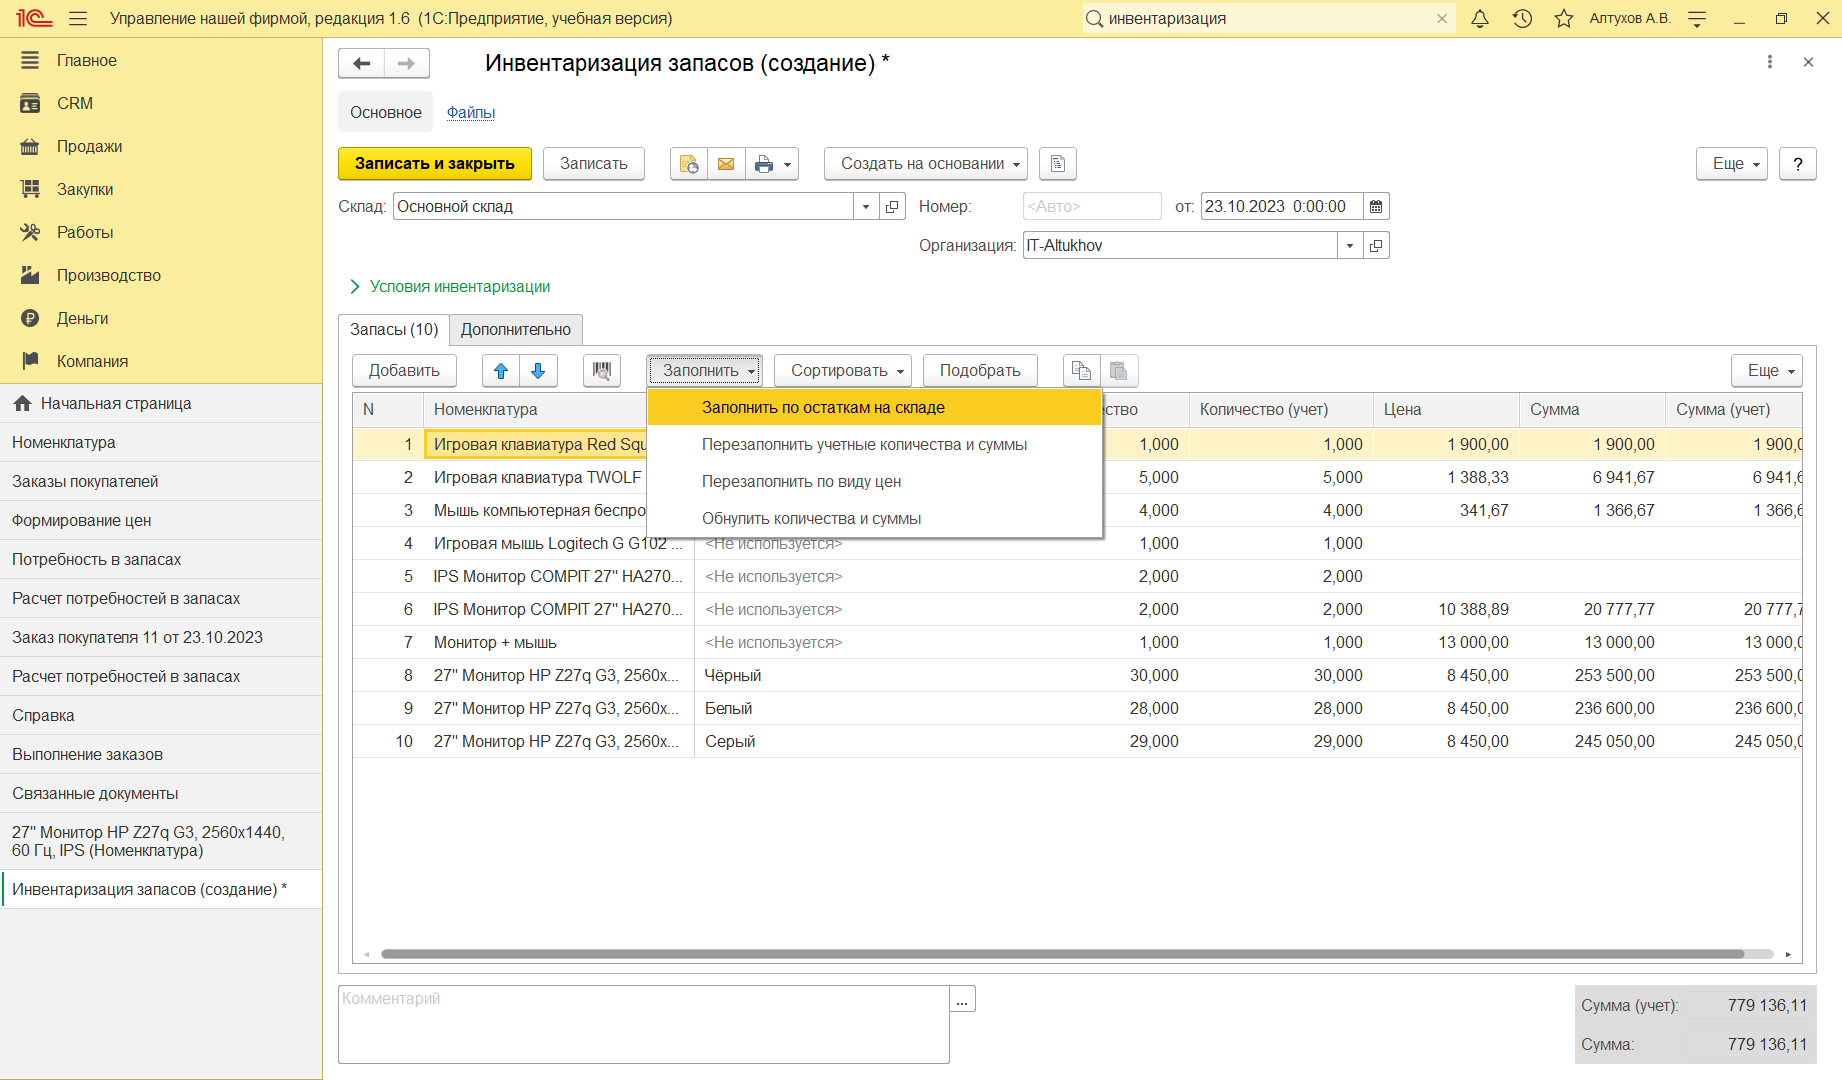 1С Управление нашей фирмой, редакция 1.6 (1С:Предприятие, учебная версия) инвентаризация Алтухов А.В.
Главное
CRM
Продажи
Закупки
Работы
Производство
Деньги
Компания
Начальная страница
Номенклатура
Заказы покупателей
Формирование цен
Потребность в запасах
Расчет потребностей в запасах
Заказ покупателя 11 от 23.10.2023
Расчет потребностей в запасах
Справка
Выполнение заказов
Связанные документы
27" Монитор HP Z27q G3, 2560x1440,
60 Гц, IPS (Номенклатура)
Инвентаризация запасов (создание) *
Инвентаризация запасов (создание) *
Основное Файлы
Записать и закрыть Записать Создать на основании Еще ?
Склад: Основной склад Номер: <Авто> от: 23.10.2023 0:00:00
Организация: IT-Altukhov
Условия инвентаризации
Запасы (10) Дополнительно
Добавить Заполнить Сортировать Подобрать Еще
Заполнить по остаткам на складе
Перезаполнить учетные количества и суммы
Перезаполнить по виду цен
Обнулить количества и суммы
N Номенклатура ество Количество (учет) Цена Сумма Сумма (учет)
1 Игровая клавиатура Red Squ 1,000 1,000 1 900,00 1 900,00 1 900,0
2 Игровая клавиатура TWOLF 5,000 5,000 1 388,33 6 941,67 6 941,6
3 Мышь компьютерная беспро 4,000 4,000 341,67 1 366,67 1 366,6
4 Игровая мышь Logitech G G102 ... <Не используется> 1,000 1,000
5 IPS Монитор COMPIT 27" HA270... <Не используется> 2,000 2,000
6 IPS Монитор COMPIT 27" HA270... <Не используется> 2,000 2,000 10 388,89 20 777,77 20 777,7
7 Монитор + мышь <Не используется> 1,000 1,000 13 000,00 13 000,00 13 000,0
8 27" Монитор HP Z27q G3, 2560x... Чёрный 30,000 30,000 8 450,00 253 500,00 253 500,0
9 27" Монитор HP Z27q G3, 2560x... Белый 28,000 28,000 8 450,00 236 600,00 236 600,0
10 27" Монитор HP Z27q G3, 2560x... Серый 29,000 29,000 8 450,00 245 050,00 245 050,0
Комментарий ...
Сумма (учет): 779 136,11
Сумма: 779 136,11